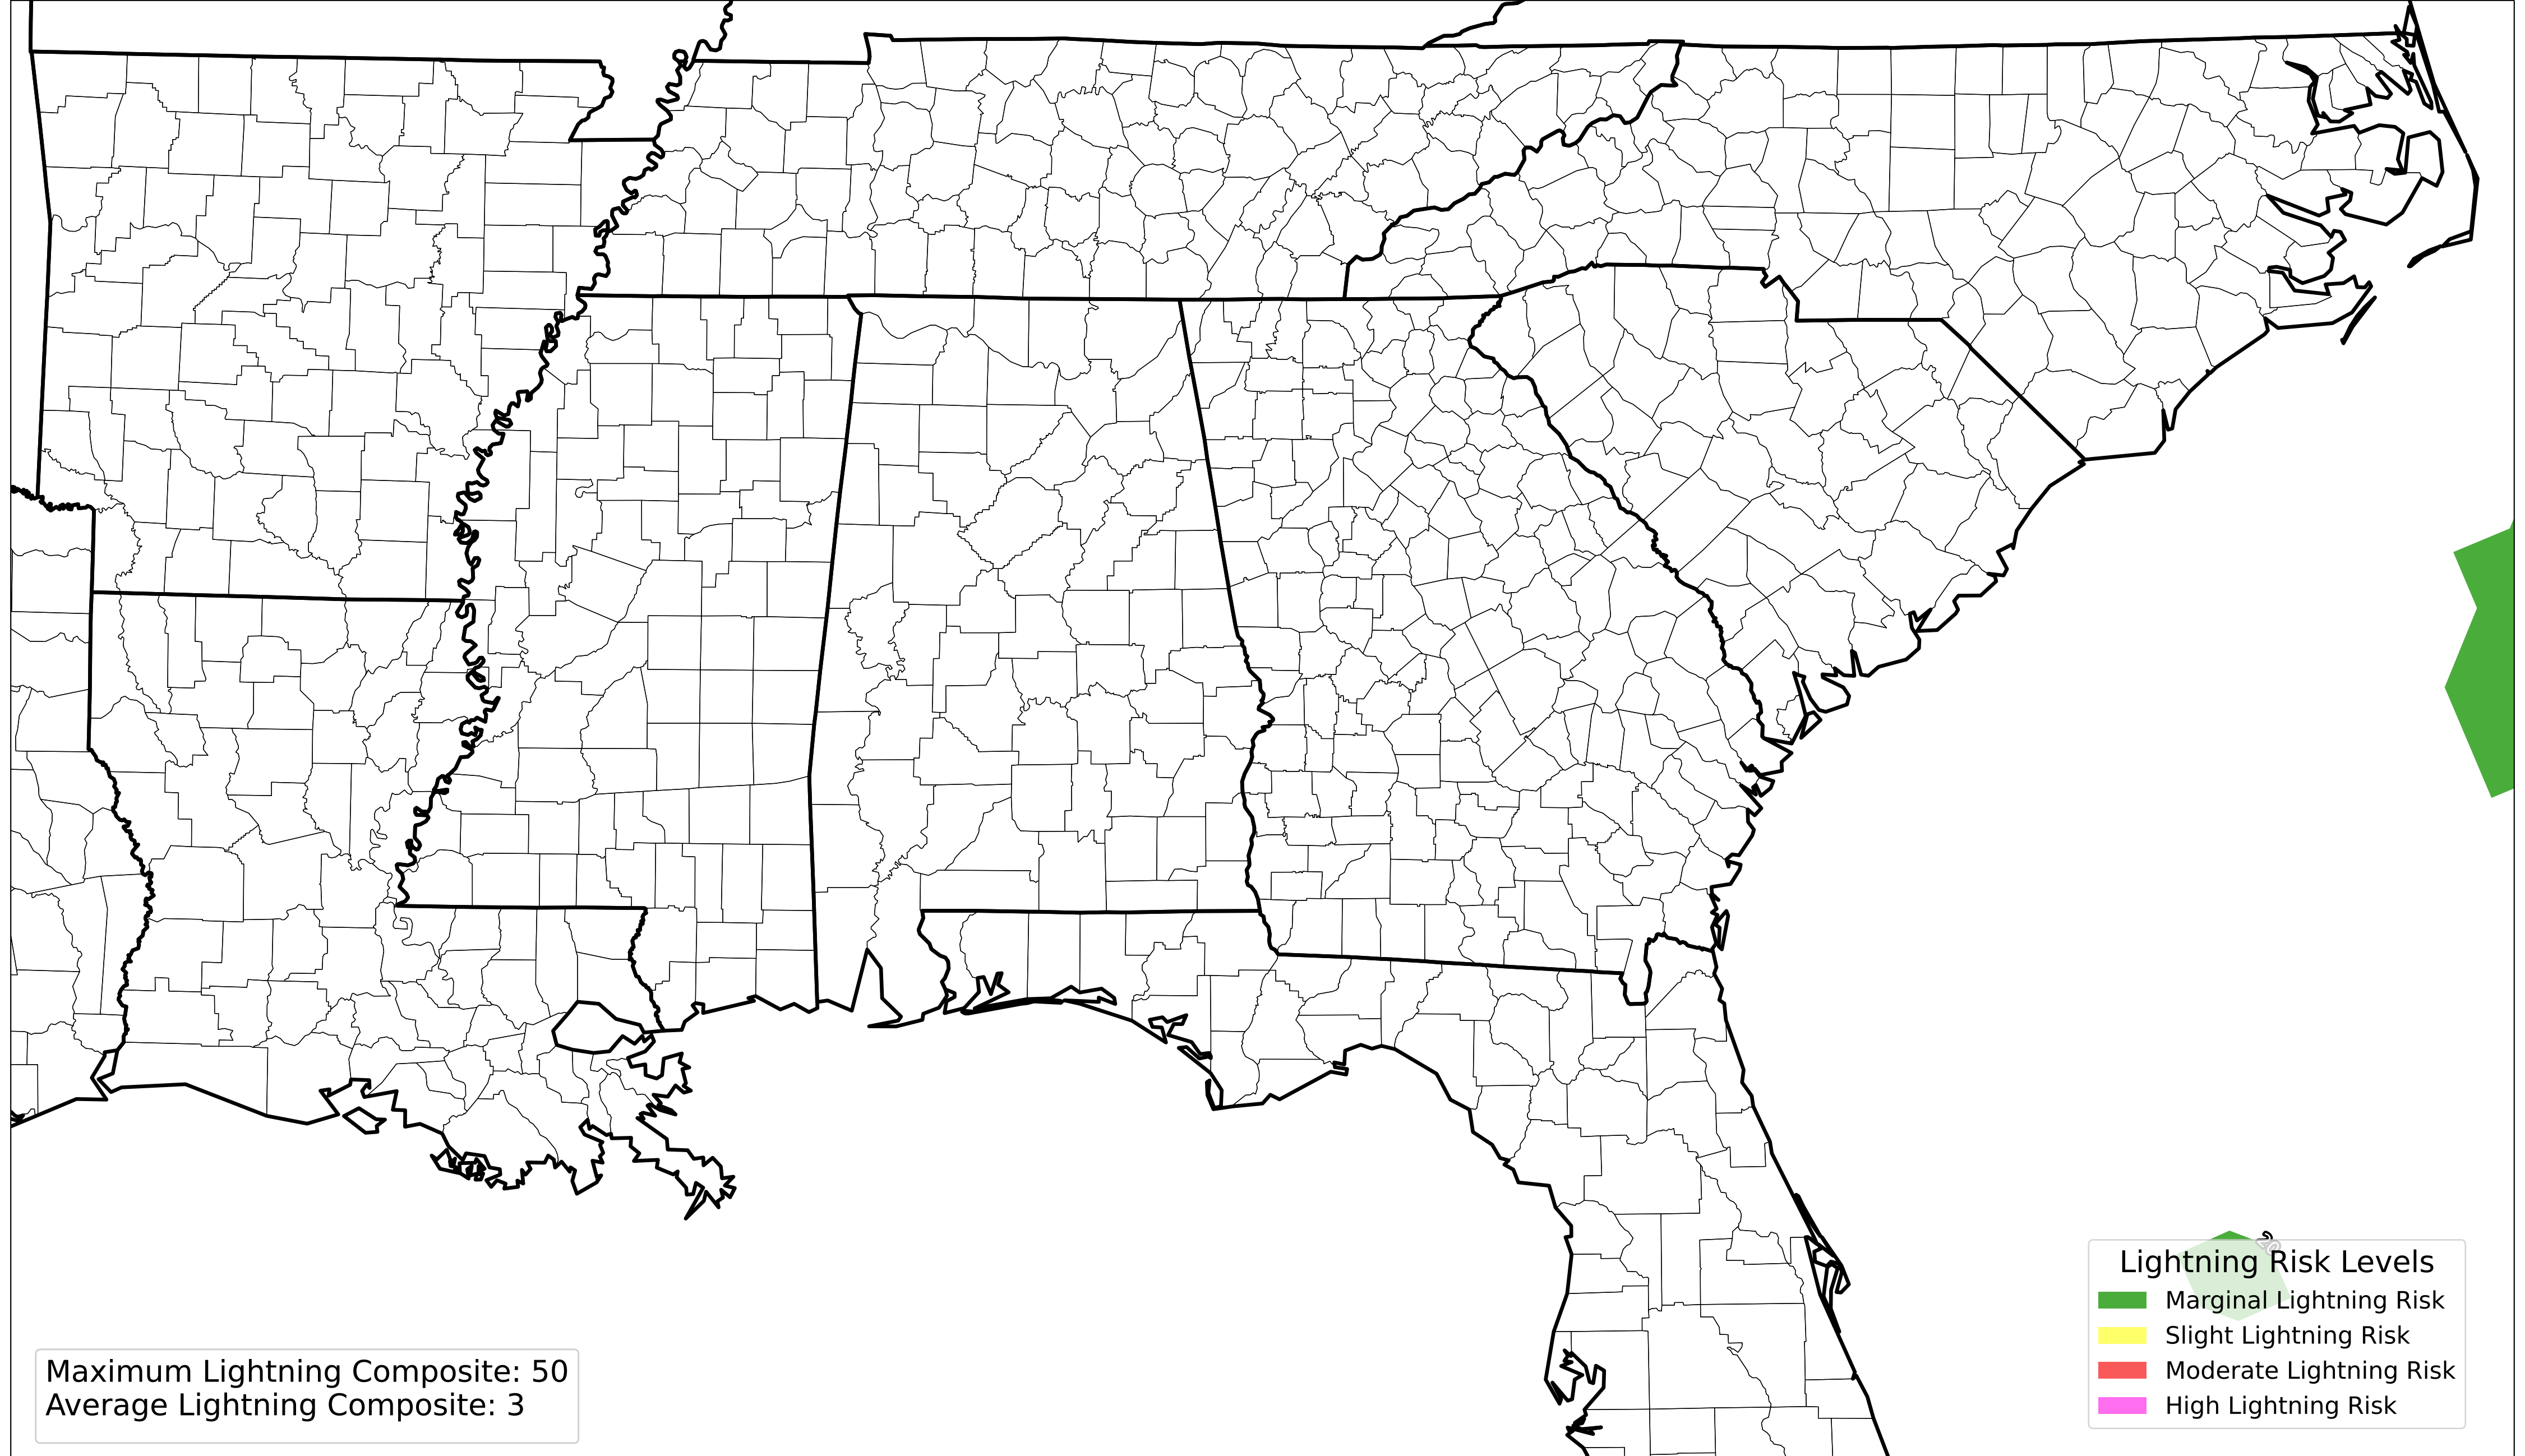 20
Lightning Risk Levels
Marginal Lightning Risk
Slight Lightning Risk
Moderate Lightning Risk
High Lightning Risk
Maximum Lightning Composite: 50
Average Lightning Composite: 3